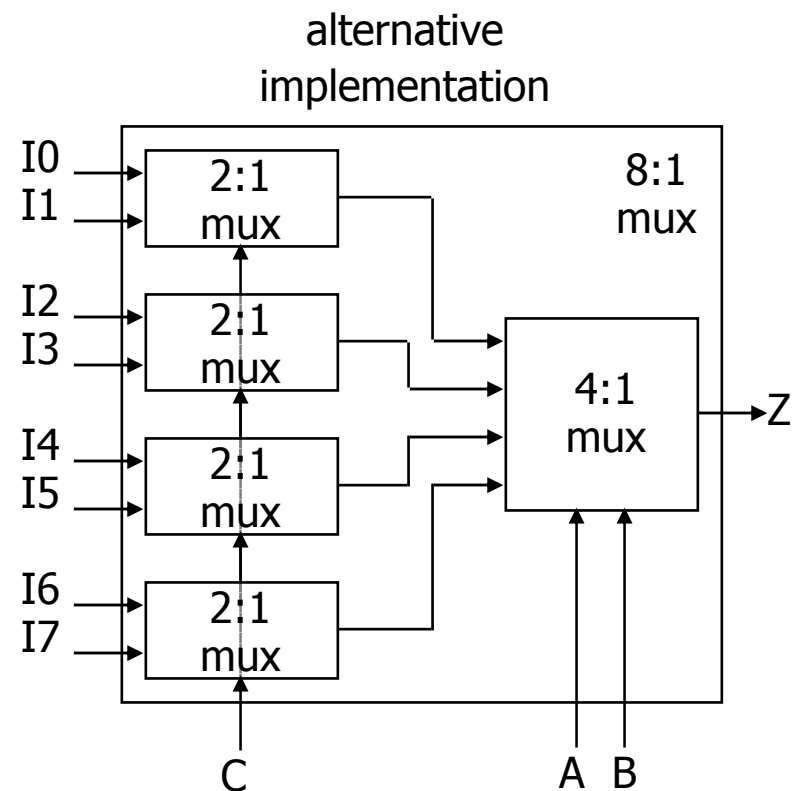 alternative
implementation
I0
I1
2:1
mux
8:1
mux
I2
I3
2:1
mux
4:1
mux
Z
I4
I5
2:1
mux
I6
I7
2:1
mux
C
A B